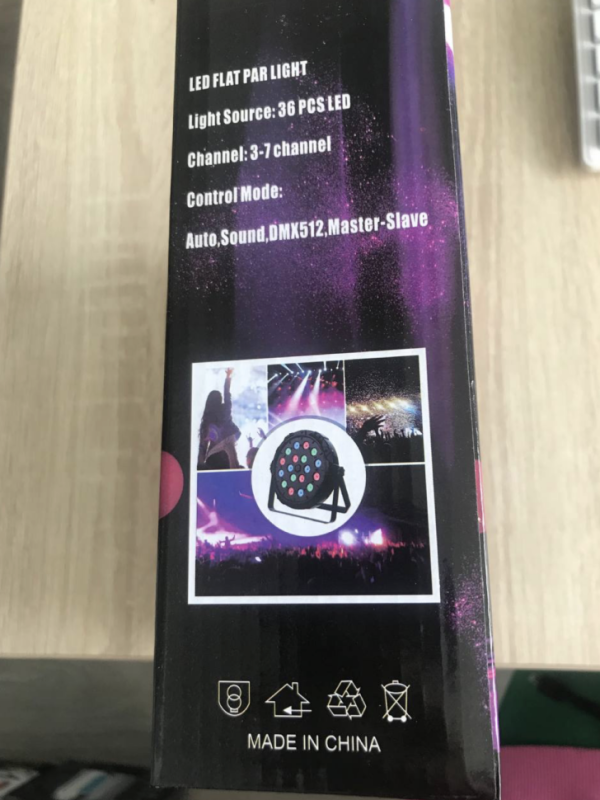 LED FLAT PAR LIGHT
Light Source: 36 PCS LED
Channel: 3-7 channel
Control Mode:
Auto,Sound,DMX512,Master-Slave
MADE IN CHINA